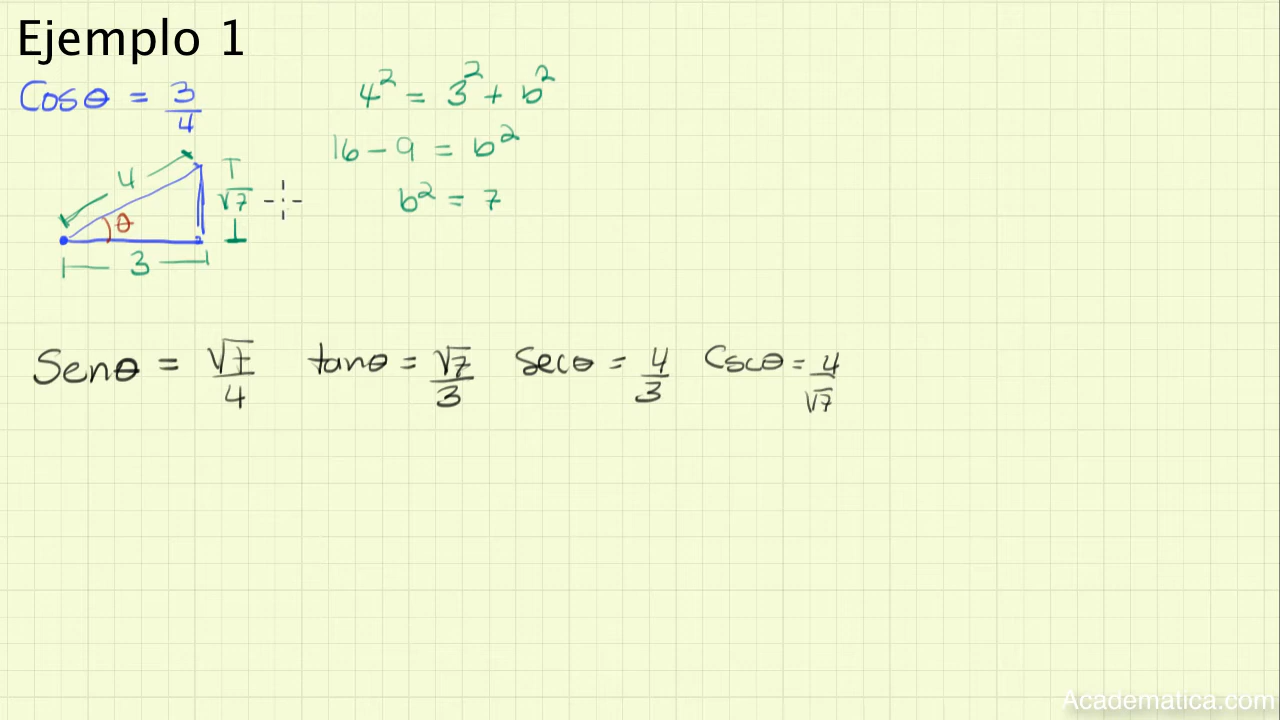 Ejemplo 1
Cosθ = 3/4
4² = 3² + b²
16 - 9 = b²
b² = 7
4
√7
θ
3
Senθ = √7/4 tanθ = √7/3 Secθ = 4/3 Cscθ = 4/√7
Academatica.com